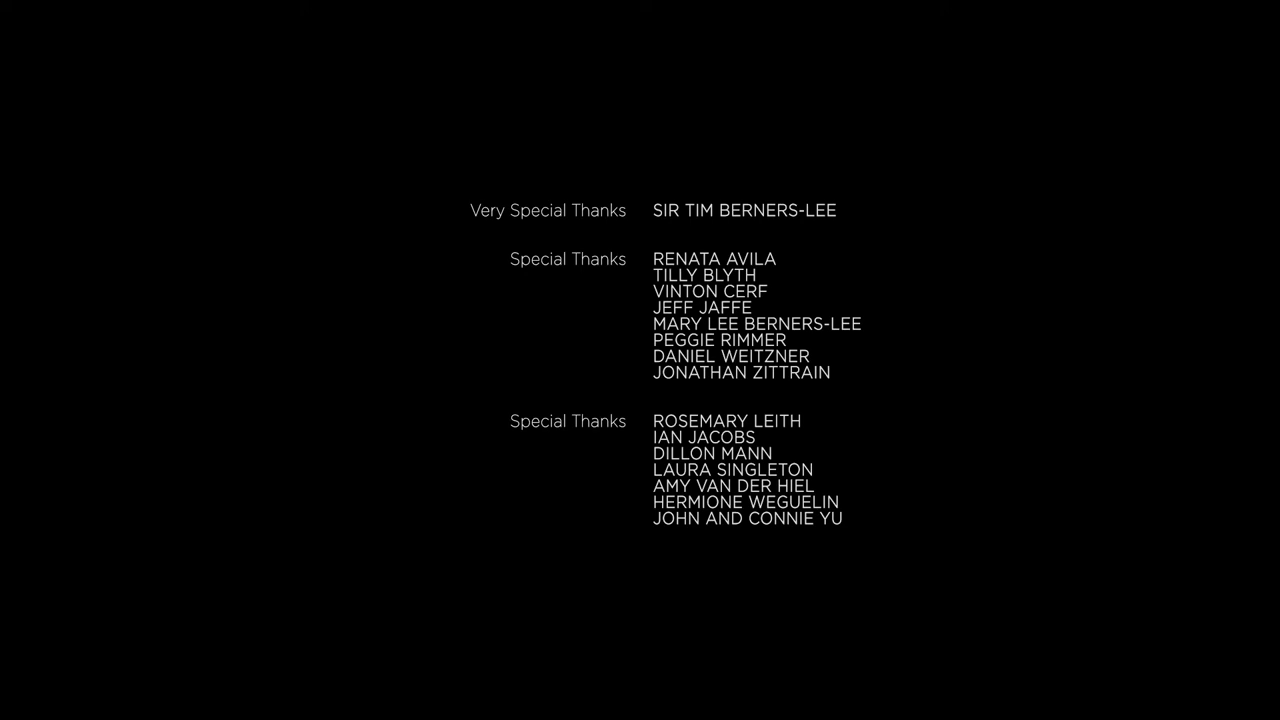 Very Special Thanks SIR TIM BERNERS-LEE
Special Thanks RENATA AVILA
TILLY BLYTH
VINTON CERF
JEFF JAFFE
MARY LEE BERNERS-LEE
PEGGIE RIMMER
DANIEL WEITZNER
JONATHAN ZITTRAIN
Special Thanks ROSEMARY LEITH
IAN JACOBS
DILLON MANN
LAURA SINGLETON
AMY VAN DER HIEL
HERMIONE WEGUELIN
JOHN AND CONNIE YU